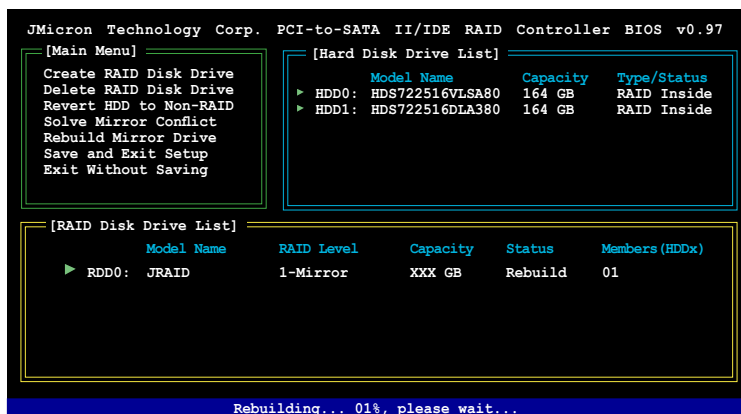 JMicron Technology Corp. PCI-to-SATA II/IDE RAID Controller BIOS v0.97
[Main Menu]
Create RAID Disk Drive
Delete RAID Disk Drive
Revert HDD to Non-RAID
Solve Mirror Conflict
Rebuild Mirror Drive
Save and Exit Setup
Exit Without Saving
[Hard Disk Drive List]
Model Name Capacity Type/Status
HDD0: HDS722516VLSA80 164 GB RAID Inside
HDD1: HDS722516DLA380 164 GB RAID Inside
[RAID Disk Drive List]
Model Name RAID Level Capacity Status Members(HDDx)
RDD0: JRAID 1-Mirror XXX GB Rebuild 01
Rebuilding... 01%, please wait...